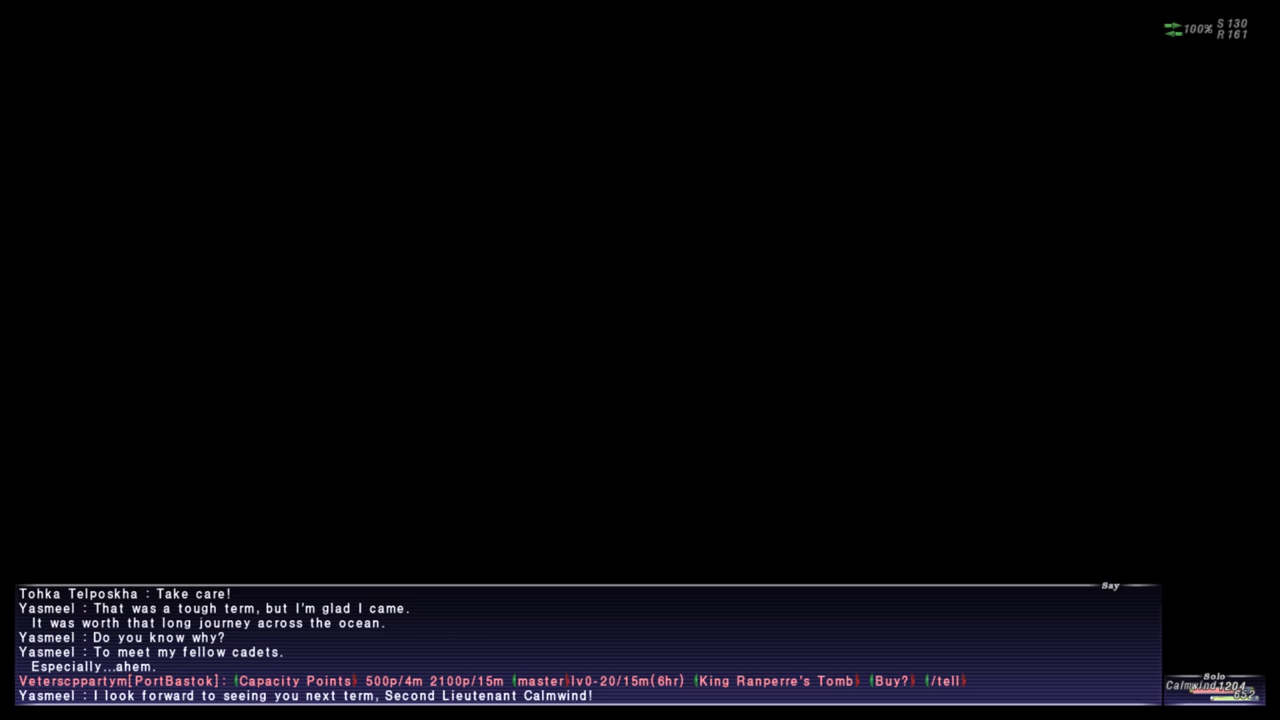 100% S 130
R 161
Say
Tohka Telposkha : Take care!
Yasmeel : That was a tough term, but I'm glad I came.
It was worth that long journey across the ocean.
Yasmeel : Do you know why?
Yasmeel : To meet my fellow cadets.
Especially...ahem.
Veterscppartym[PortBastok]: (Capacity Points) 500p/4m 2100p/15m (master)lv0-20/15m(6hr) (King Ranperre's Tomb) (Buy?) (/tell)
Yasmeel : I look forward to seeing you next term, Second Lieutenant Calmwind!
Solo
Calmwind 1204
652